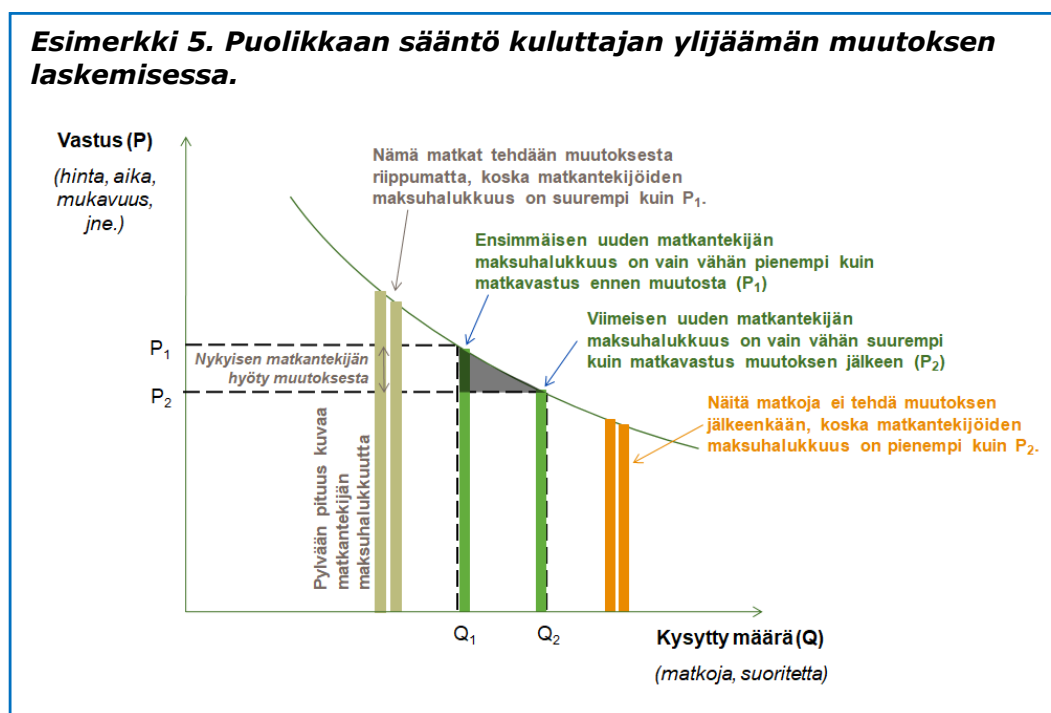 Esimerkki 5. Puolikkaan sääntö kuluttajan ylijäämän muutoksen
laskemisessa.
Vastus (P)
(hinta, aika,
mukavuus,
jne.)
Nämä matkat tehdään muutoksesta
riippumatta, koska matkantekijöiden
maksuhalukkuus on suurempi kuin P₁.
Ensimmäisen uuden matkantekijän
maksuhalukkuus on vain vähän pienempi kuin
matkavastus ennen muutosta (P₁)
Viimeisen uuden matkantekijän
maksuhalukkuus on vain vähän suurempi
kuin matkavastus muutoksen jälkeen (P₂)
P₁
Nykyisen matkantekijän
hyöty muutoksesta
P₂
Näitä matkoja ei tehdä muutoksen
jälkeenkään, koska matkantekijöiden
maksuhalukkuus on pienempi kuin P₂.
Pylvään pituus kuvaa
matkantekijän
maksuhalukkuutta
Q₁
Q₂
Kysytty määrä (Q)
(matkoja, suoritetta)